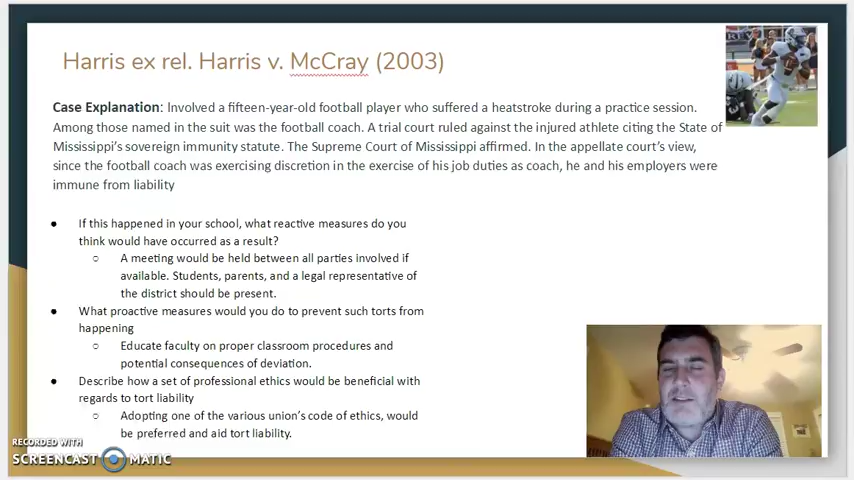 Harris ex rel. Harris v. McCray (2003)
Case Explanation: Involved a fifteen-year-old football player who suffered a heatstroke during a practice session.
Among those named in the suit was the football coach. A trial court ruled against the injured athlete citing the State of
Mississippi's sovereign immunity statute. The Supreme Court of Mississippi affirmed. In the appellate court's view,
since the football coach was exercising discretion in the exercise of his job duties as coach, he and his employers were
immune from liability
● If this happened in your school, what reactive measures do you
think would have occurred as a result?
○ A meeting would be held between all parties involved if
available. Students, parents, and a legal representative of
the district should be present.
● What proactive measures would you do to prevent such torts from
happening
○ Educate faculty on proper classroom procedures and
potential consequences of deviation.
● Describe how a set of professional ethics would be beneficial with
regards to tort liability
○ Adopting one of the various union's code of ethics, would
be preferred and aid tort liability.
RECORDED WITH
SCREENCAST MATIC